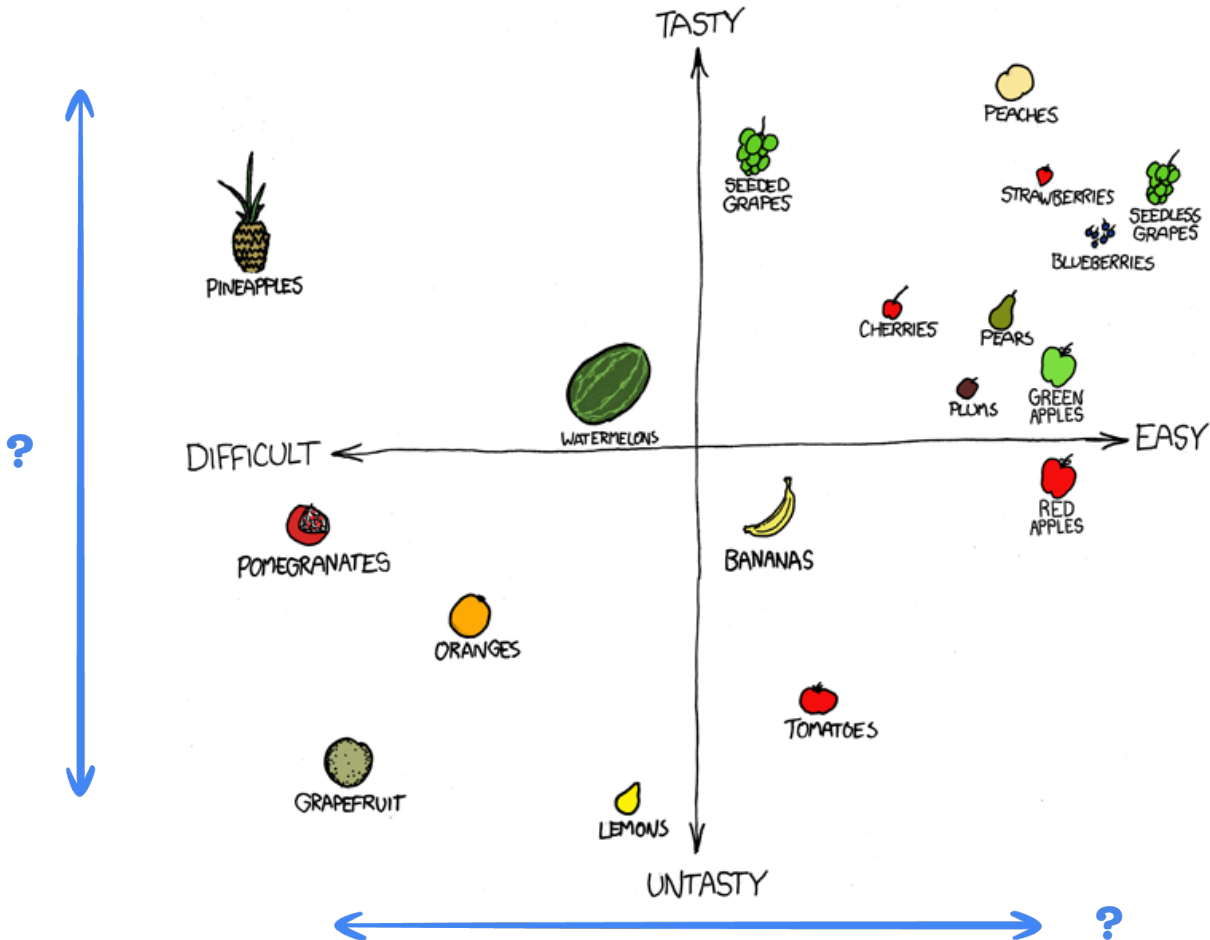 TASTY
PEACHES
SEEDED
GRAPES
STRAWBERRIES
SEEDLESS
GRAPES
BLUEBERRIES
PINEAPPLES
CHERRIES
PEARS
GREEN
APPLES
PLUMS
WATERMELONS
DIFFICULT
EASY
?
RED
APPLES
BANANAS
POMEGRANATES
ORANGES
TOMATOES
GRAPEFRUIT
LEMONS
UNTASTY
?